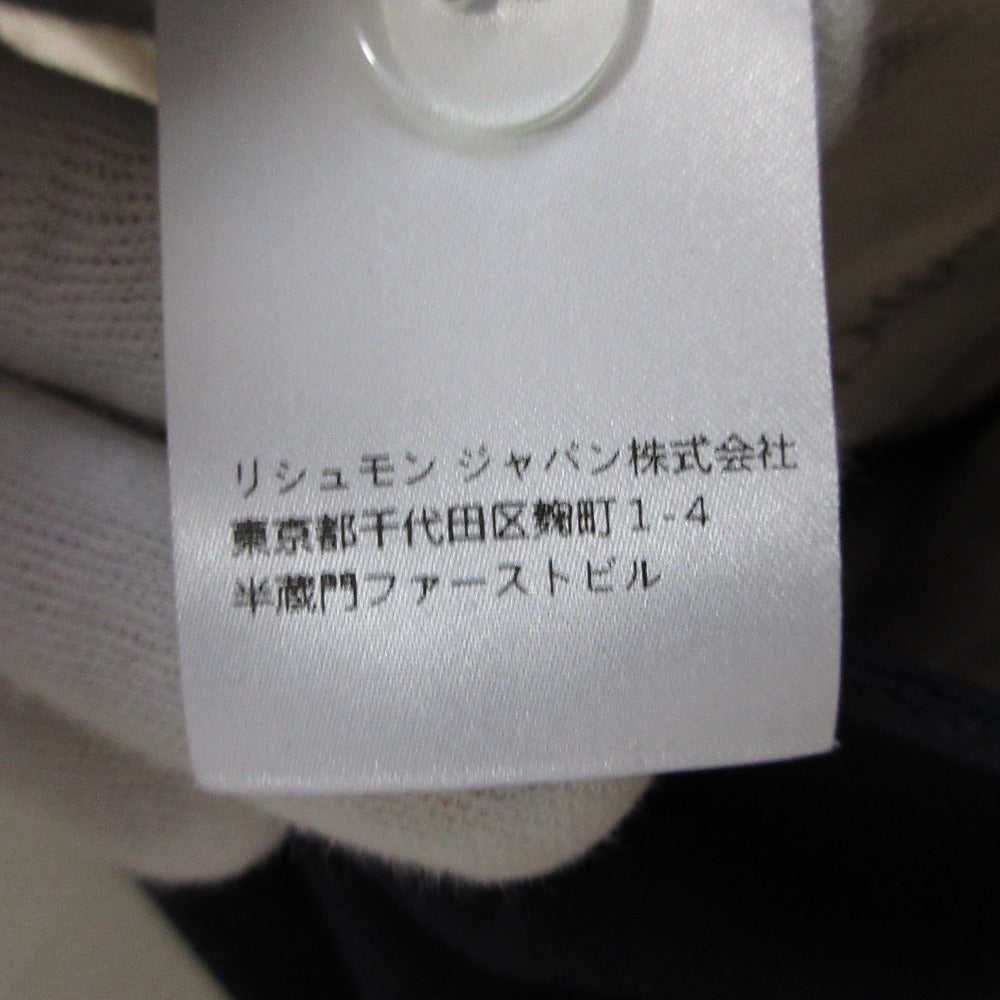 リシュモン ジャパン株式会社
東京都千代田区麹町1-4
半蔵門ファーストビル